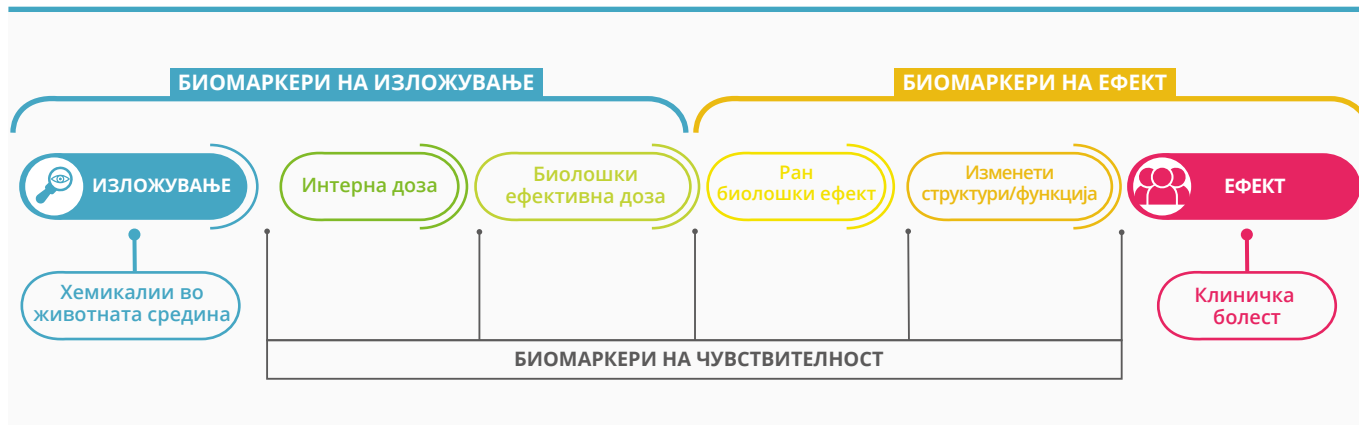 БИОМАРКЕРИ НА ИЗЛОЖУВАЊЕ
БИОМАРКЕРИ НА ЕФЕКТ
ИЗЛОЖУВАЊЕ
Интерна доза
Биолошки
ефективна доза
Ран
биолошки ефект
Изменети
структури/функција
ЕФЕКТ
Хемикалии во
животната средина
Клиничка
болест
БИОМАРКЕРИ НА ЧУВСТВИТЕЛНОСТ